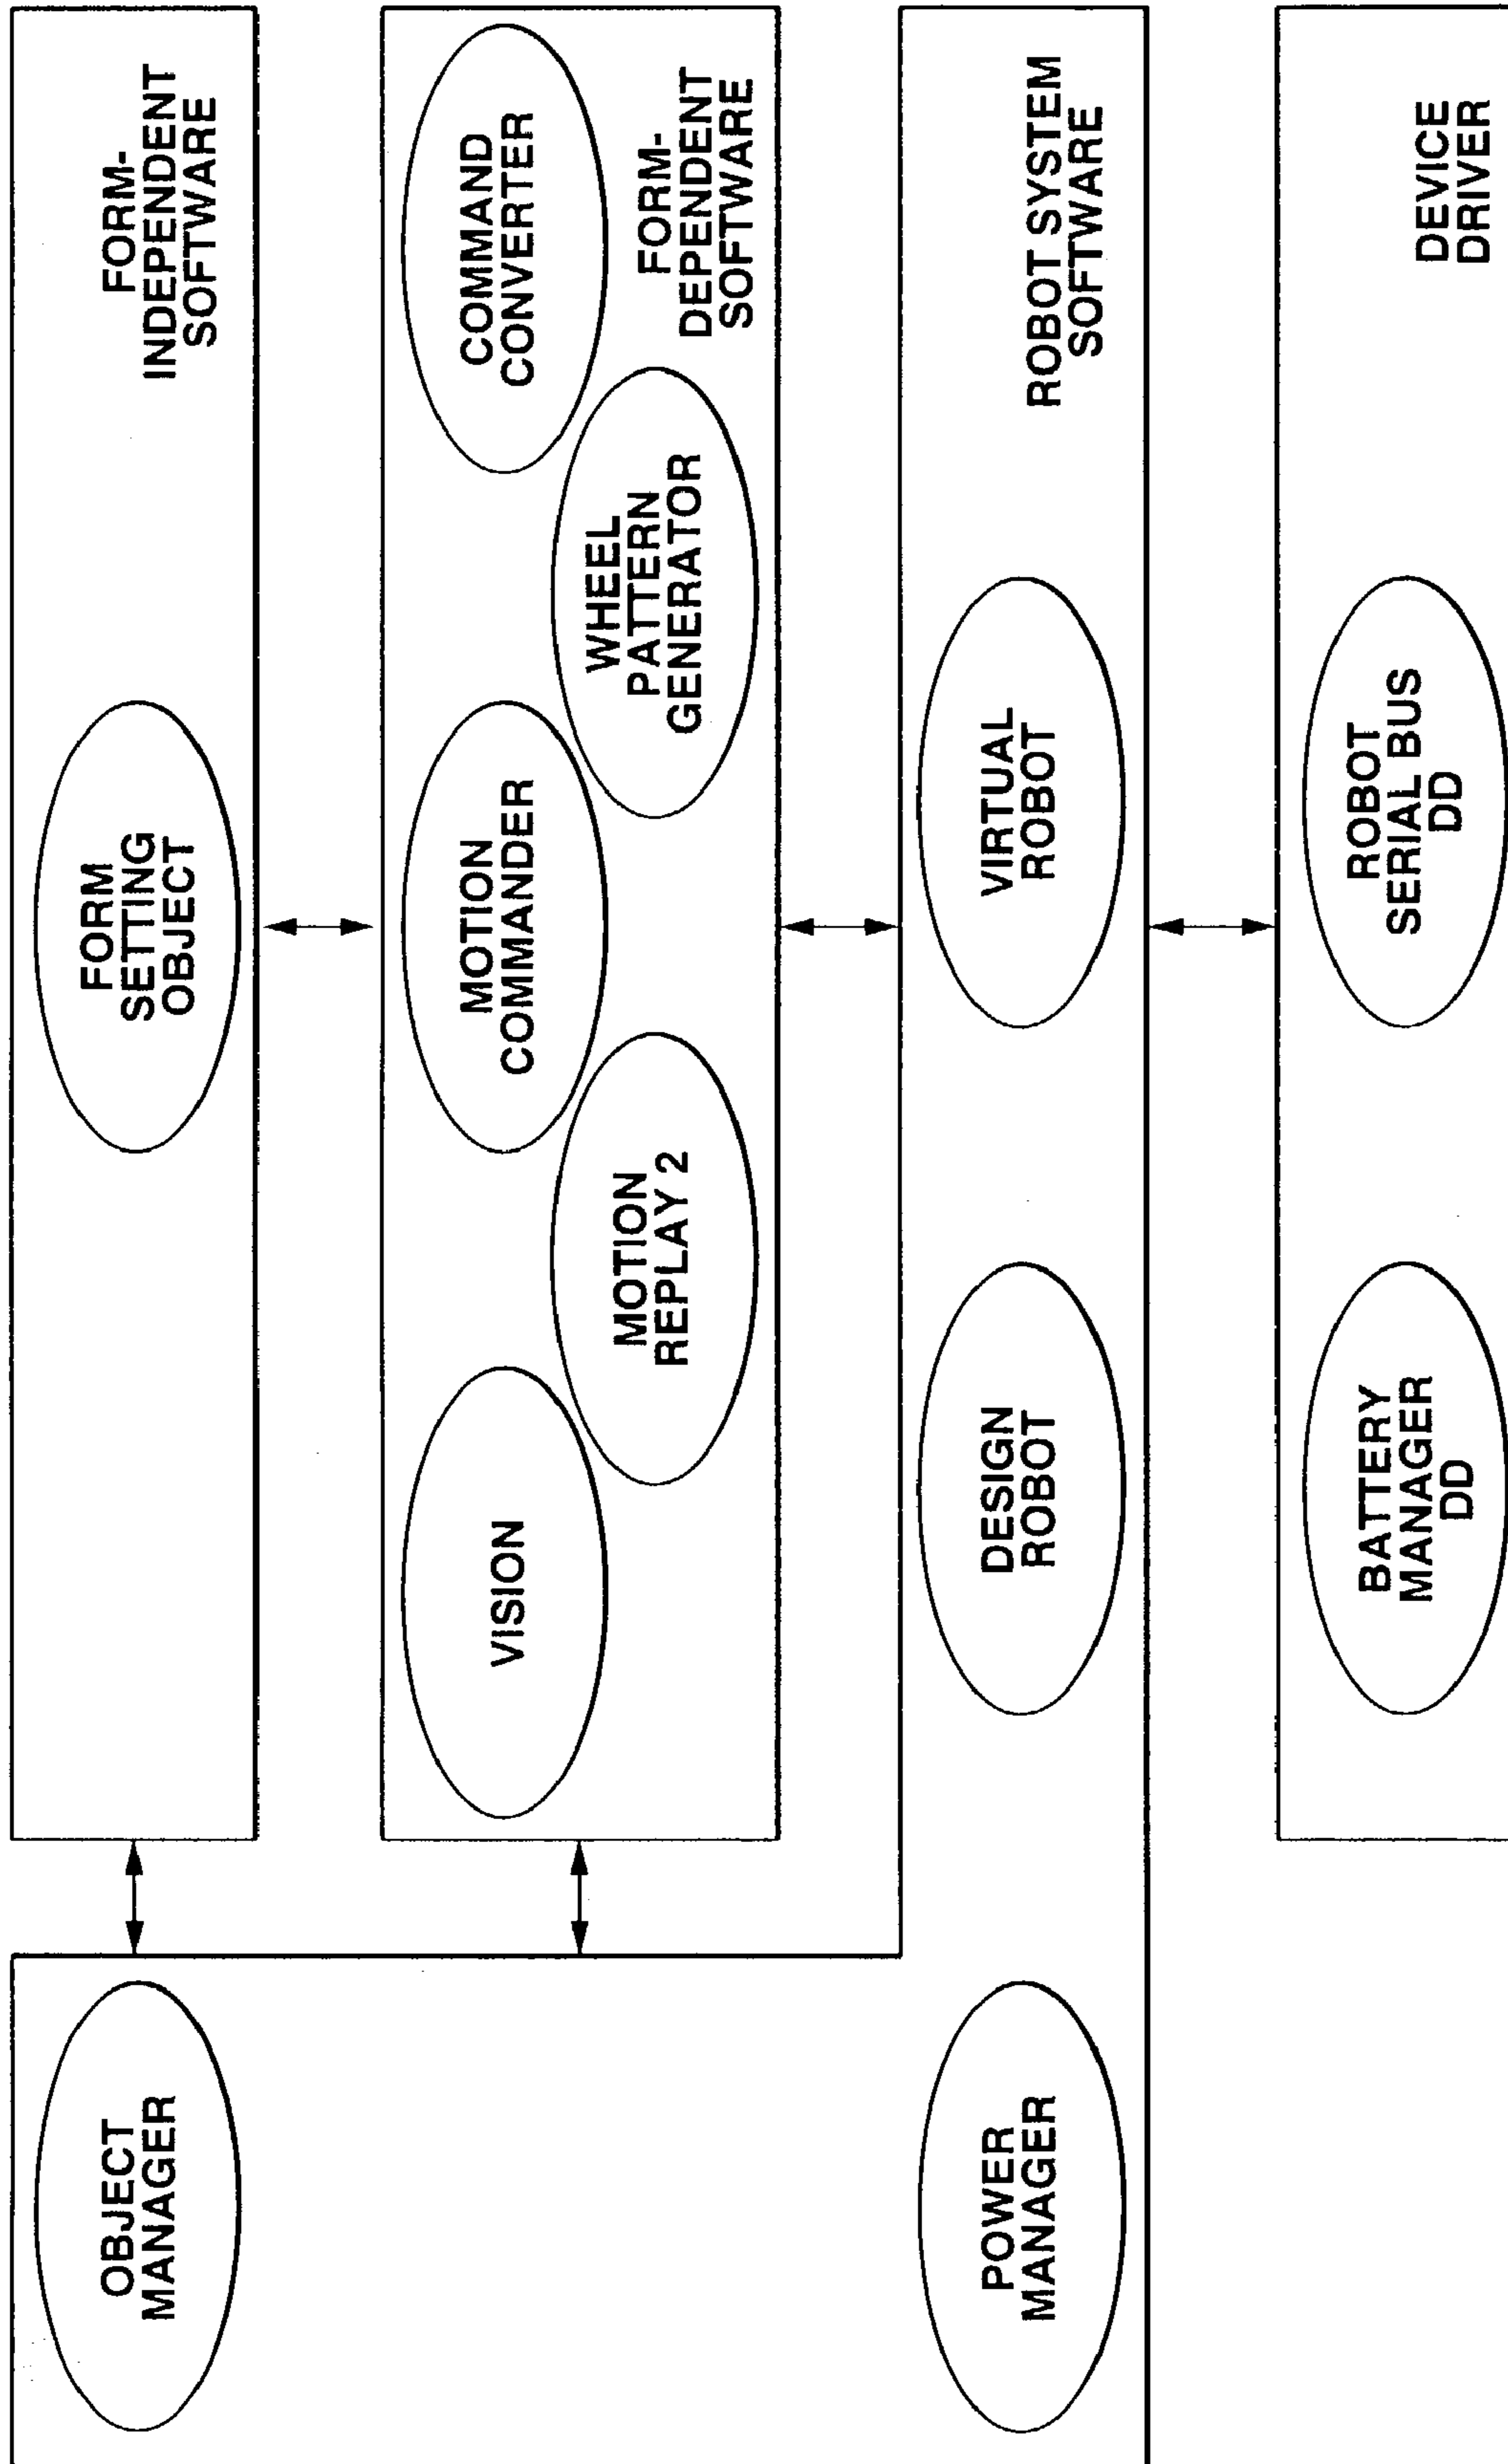 FORM
SETTING
OBJECT
FORM-
INDEPENDENT
SOFTWARE
OBJECT
MANAGER
VISION
MOTION
COMMANDER
COMMAND
CONVERTER
MOTION
REPLAY 2
WHEEL
PATTERN
GENERATOR
FORM-
DEPENDENT
SOFTWARE
POWER
MANAGER
DESIGN
ROBOT
VIRTUAL
ROBOT
ROBOT SYSTEM
SOFTWARE
BATTERY
MANAGER
DD
ROBOT
SERIAL BUS
DD
DEVICE
DRIVER